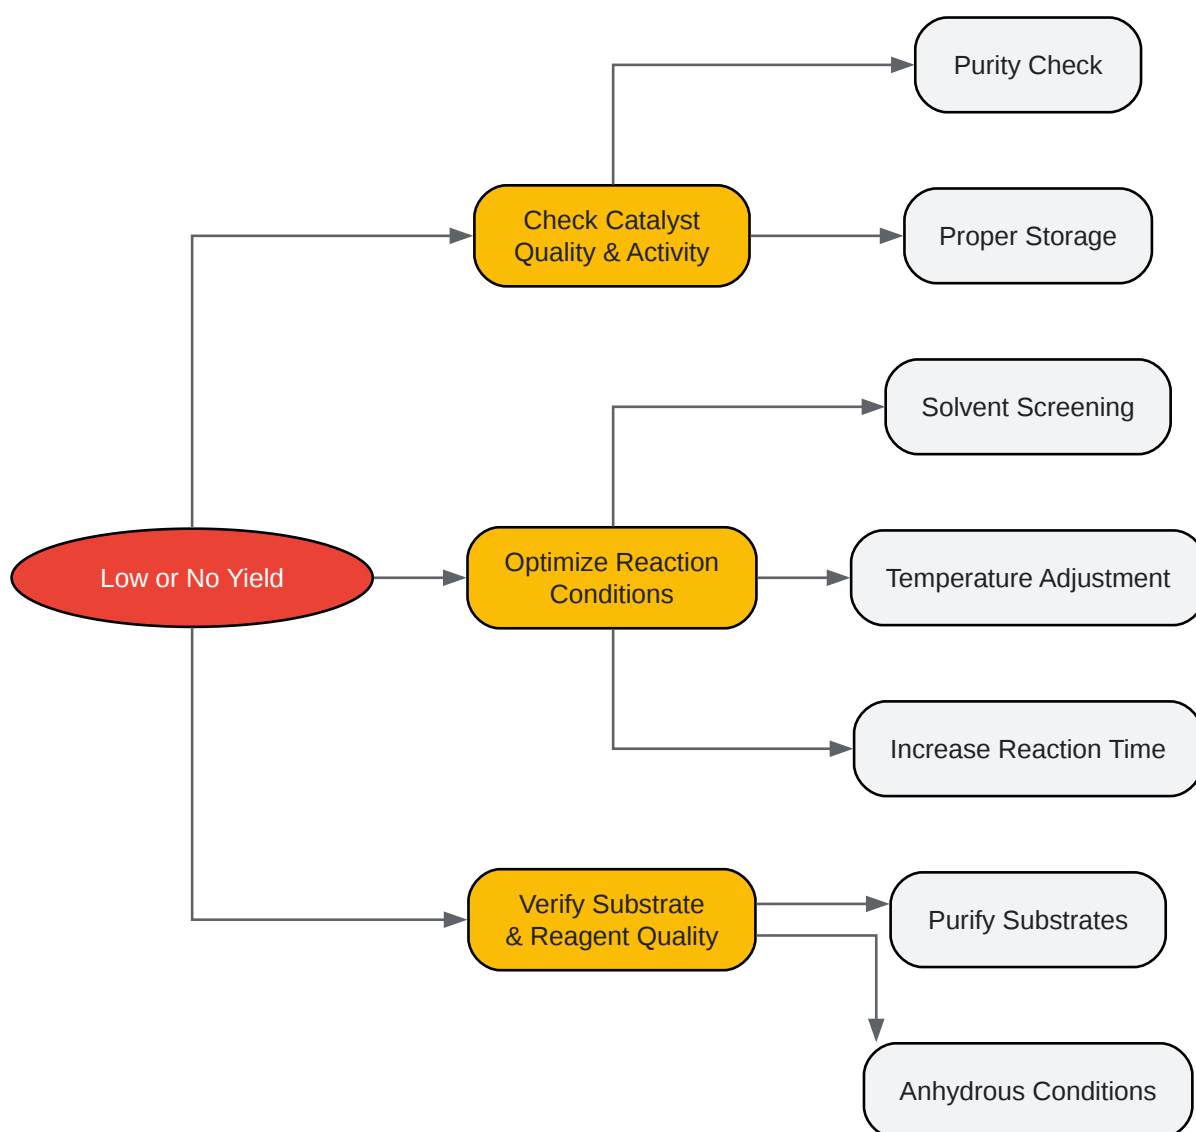 Low or No Yield
Check Catalyst
Quality & Activity
Purity Check
Proper Storage
Optimize Reaction
Conditions
Solvent Screening
Temperature Adjustment
Increase Reaction Time
Verify Substrate
& Reagent Quality
Purify Substrates
Anhydrous Conditions